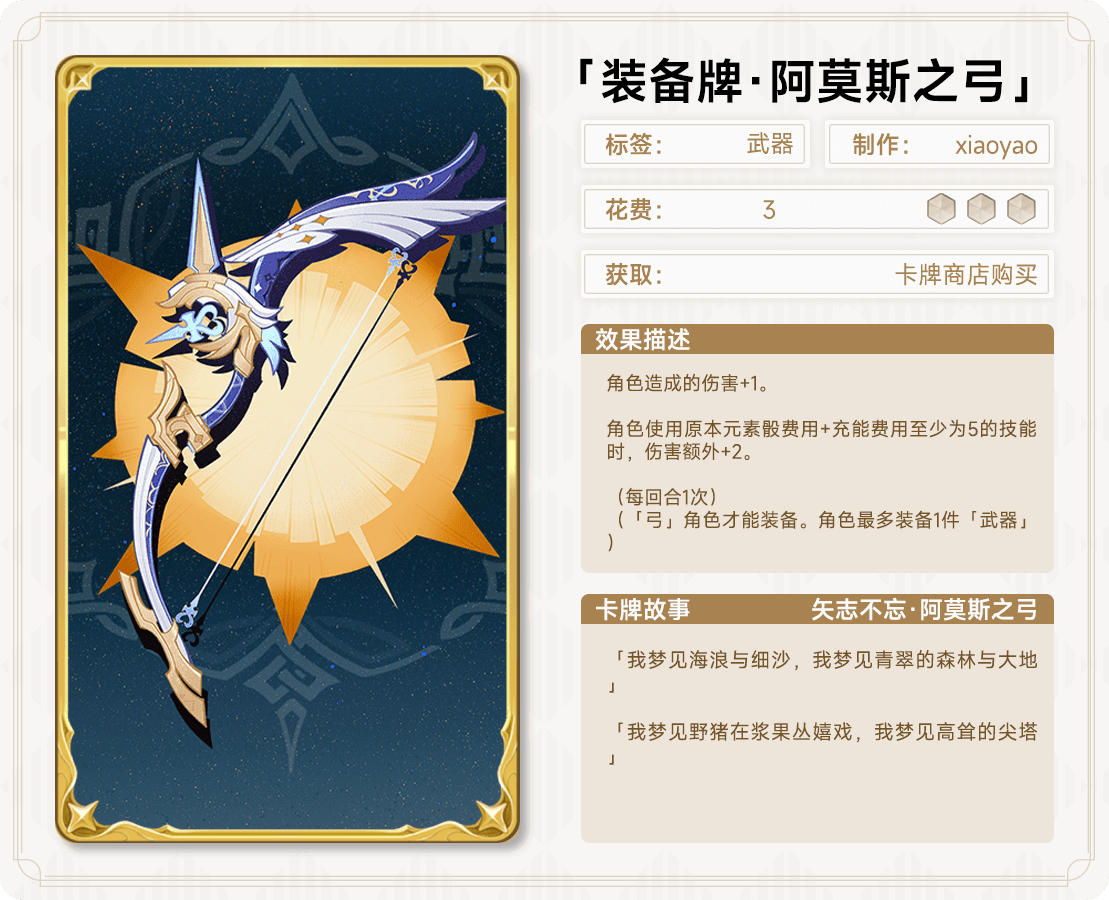 「装备牌·阿莫斯之弓」
标签： 武器
制作： xiaoyao
花费： 3
获取： 卡牌商店购买
效果描述
角色造成的伤害+1。
角色使用原本元素骰费用+充能费用至少为5的技能
时，伤害额外+2。
（每回合1次）
（「弓」角色才能装备。角色最多装备1件「武器」
）
卡牌故事 矢志不忘·阿莫斯之弓
「我梦见海浪与细沙，我梦见青翠的森林与大地
」
「我梦见野猪在浆果丛嬉戏，我梦见高耸的尖塔
」